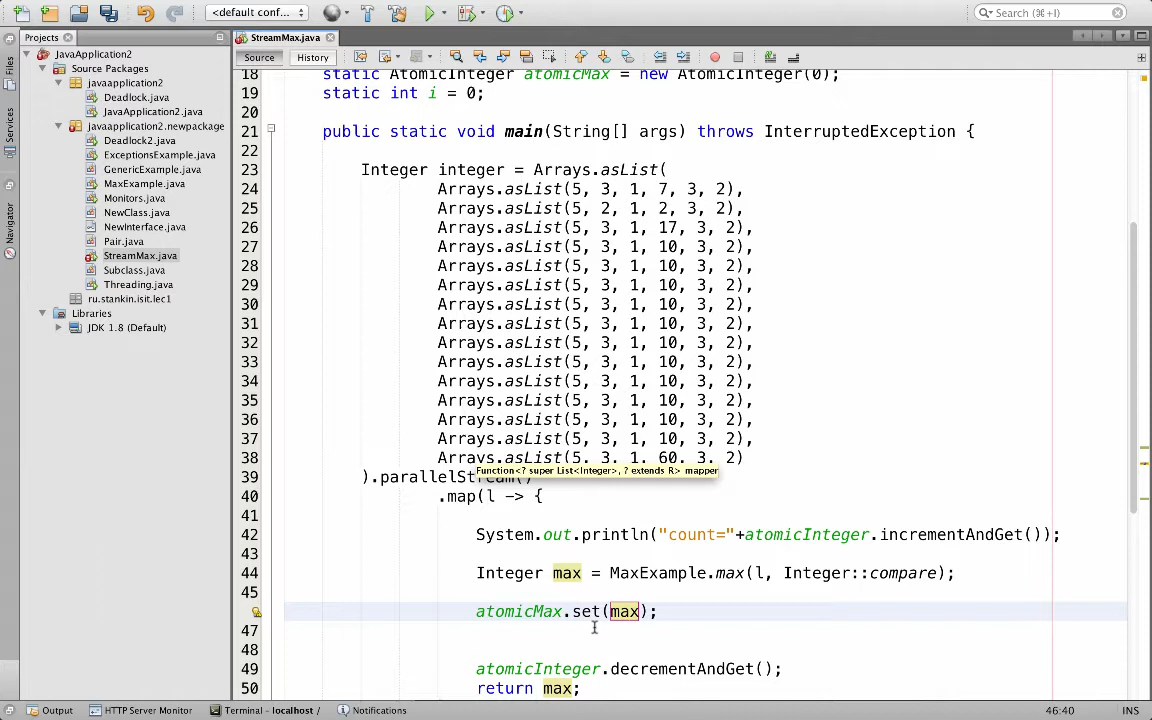 <default conf...
Search (⌘+I)
Projects
StreamMax.java
Source
History
Files
Services
Navigator
JavaApplication2
Source Packages
javaapplication2
Deadlock.java
JavaApplication2.java
javaapplication2.newpackage
Deadlock2.java
ExceptionsExample.java
GenericExample.java
MaxExample.java
Monitors.java
NewClass.java
NewInterface.java
Pair.java
StreamMax.java
Subclass.java
Threading.java
ru.stankin.isit.lec1
Libraries
JDK 1.8 (Default)
18 static AtomicInteger atomicMax = new AtomicInteger(0);
19 static int i = 0;
20
21 public static void main(String[] args) throws InterruptedException {
22
23 Integer integer = Arrays.asList(
24 Arrays.asList(5, 3, 1, 7, 3, 2),
25 Arrays.asList(5, 2, 1, 2, 3, 2),
26 Arrays.asList(5, 3, 1, 17, 3, 2),
27 Arrays.asList(5, 3, 1, 10, 3, 2),
28 Arrays.asList(5, 3, 1, 10, 3, 2),
29 Arrays.asList(5, 3, 1, 10, 3, 2),
30 Arrays.asList(5, 3, 1, 10, 3, 2),
31 Arrays.asList(5, 3, 1, 10, 3, 2),
32 Arrays.asList(5, 3, 1, 10, 3, 2),
33 Arrays.asList(5, 3, 1, 10, 3, 2),
34 Arrays.asList(5, 3, 1, 10, 3, 2),
35 Arrays.asList(5, 3, 1, 10, 3, 2),
36 Arrays.asList(5, 3, 1, 10, 3, 2),
37 Arrays.asList(5, 3, 1, 10, 3, 2),
38 Arrays.asList(5, 3, 1, 60, 3, 2)
Function<? super List<Integer>, ? extends R> mapper
39 ).parallelStream()
40 .map(l -> {
41
42 System.out.println("count="+atomicInteger.incrementAndGet());
43
44 Integer max = MaxExample.max(l, Integer::compare);
45
atomicMax.set(max);
47
48
49 atomicInteger.decrementAndGet();
50 return max;
Output
HTTP Server Monitor
Terminal - localhost /
Notifications
46:40
INS